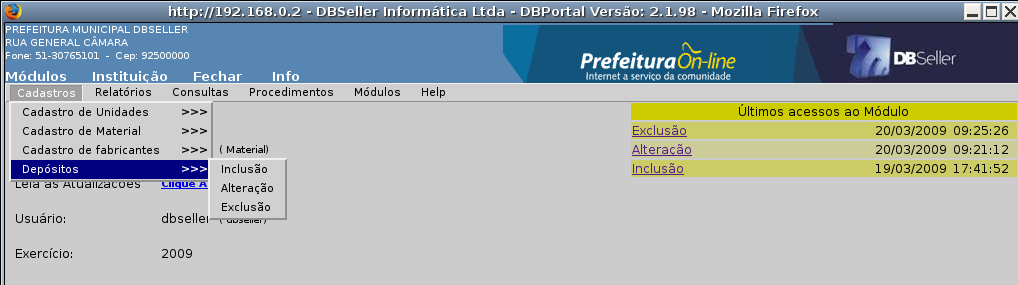 http://192.168.0.2 - DBSeller Informática Ltda - DBPortal Versão: 2.1.98 - Mozilla Firefox
PREFEITURA MUNICIPAL DBSELLER
RUA GENERAL CÂMARA
Fone: 51-30765101 - Cep: 92500000
Prefeitura On-line
Internet a serviço da comunidade
DBSeller
Módulos Instituição Fechar Info
Cadastros Relatórios Consultas Procedimentos Módulos Help
Cadastro de Unidades >>>
Cadastro de Material >>>
Cadastro de fabricantes >>>
Depósitos >>>
( Material)
Inclusão
Alteração
Exclusão
Últimos acessos ao Módulo
Exclusão 20/03/2009 09:25:26
Alteração 20/03/2009 09:21:12
Inclusão 19/03/2009 17:41:52
Leia as Atualizações Clique A
Usuário: dbseller ( dbseller)
Exercício: 2009